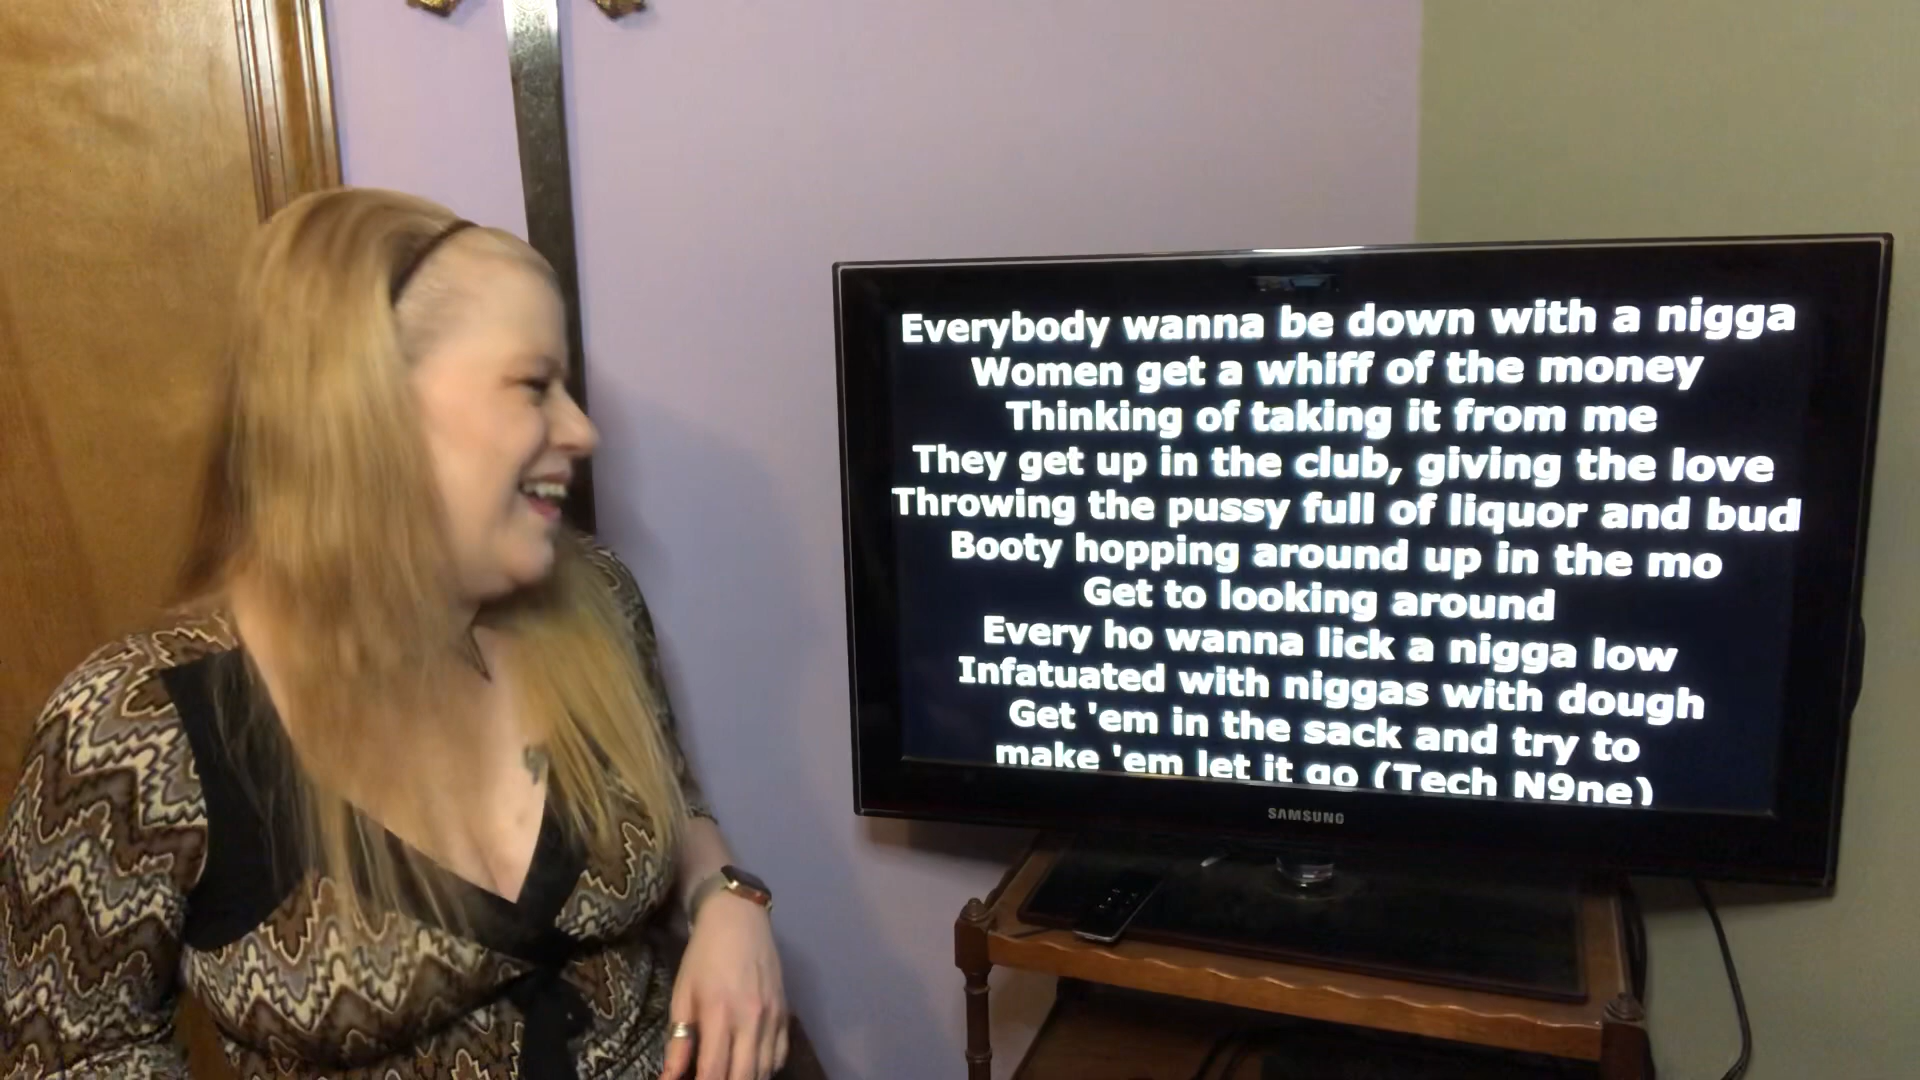 Everybody wanna be down with a nigga
Women get a whiff of the money
Thinking of taking it from me
They get up in the club, giving the love
Throwing the pussy full of liquor and bud
Booty hopping around up in the mo
Get to looking around
Every ho wanna lick a nigga low
Infatuated with niggas with dough
Get 'em in the sack and try to
make 'em let it go (Tech N9ne)
SAMSUNG